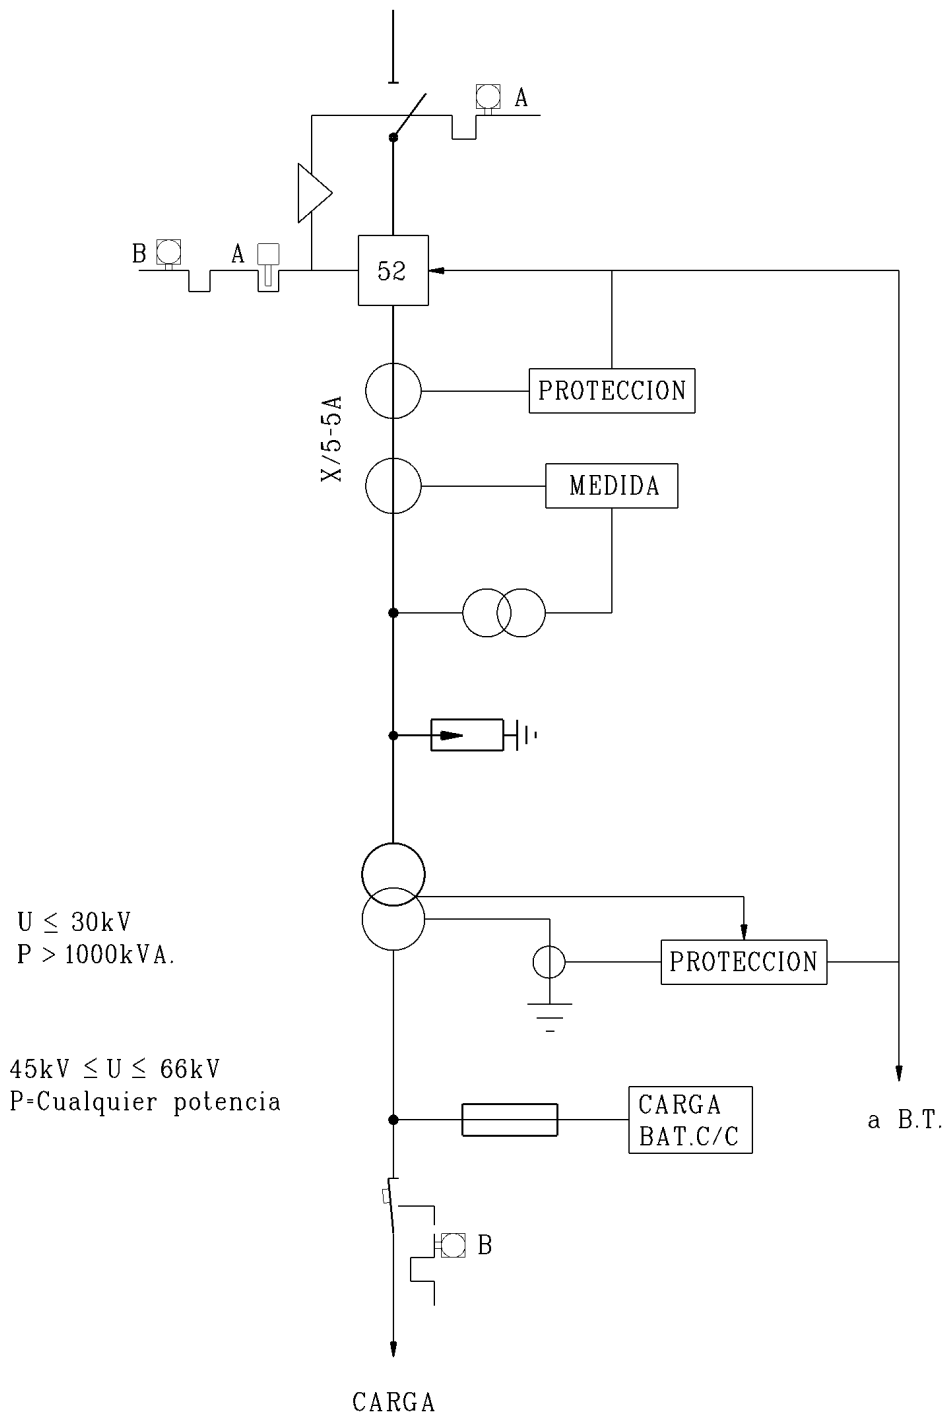 A
B
A
52
X/5-5A
PROTECCION
MEDIDA
U ≤ 30kV
P > 1000kVA.
PROTECCION
45kV ≤ U ≤ 66kV
P=Cualquier potencia
CARGA
BAT.C/C
a B.T.
B
CARGA